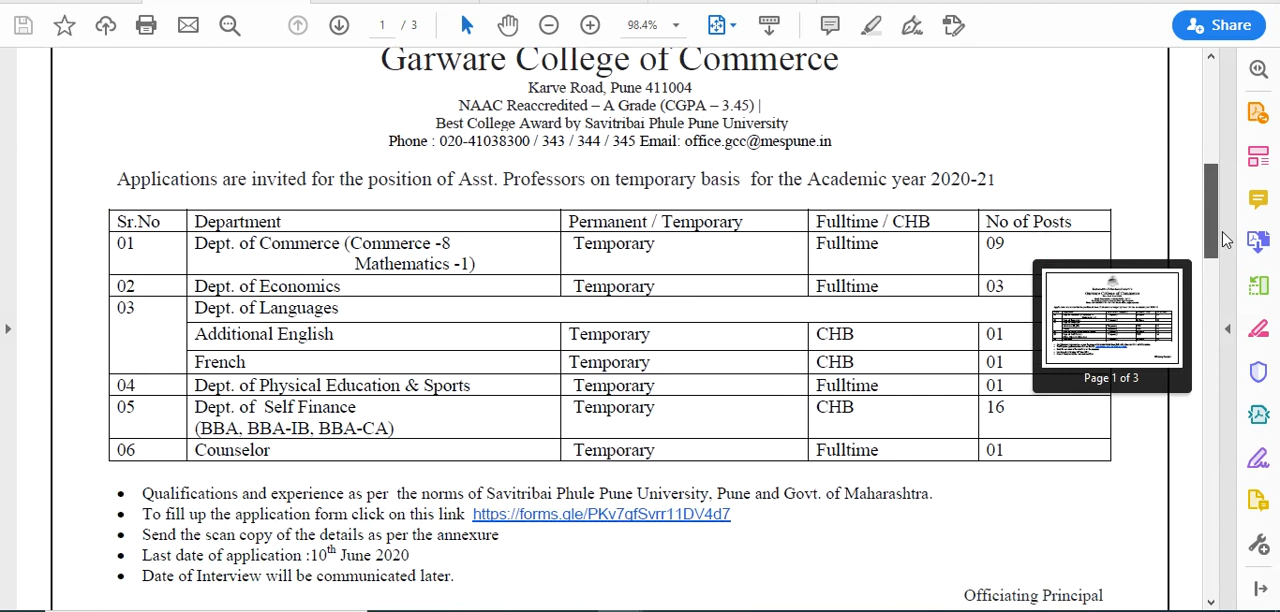 1 / 3 98.4% Share
Garware College of Commerce
Karve Road, Pune 411004
NAAC Reaccredited – A Grade (CGPA – 3.45) |
Best College Award by Savitribai Phule Pune University
Phone : 020-41038300 / 343 / 344 / 345 Email: office.gcc@mespune.in
Applications are invited for the position of Asst. Professors on temporary basis for the Academic year 2020-21
Sr.No Department Permanent / Temporary Fulltime / CHB No of Posts
01 Dept. of Commerce (Commerce -8 Temporary Fulltime 09
Mathematics -1)
02 Dept. of Economics Temporary Fulltime 03
03 Dept. of Languages
Additional English Temporary CHB 01
French Temporary CHB 01
Page 1 of 3
04 Dept. of Physical Education & Sports Temporary Fulltime 01
05 Dept. of Self Finance Temporary CHB 16
(BBA, BBA-IB, BBA-CA)
06 Counselor Temporary Fulltime 01
• Qualifications and experience as per the norms of Savitribai Phule Pune University, Pune and Govt. of Maharashtra.
• To fill up the application form click on this link https://forms.gle/PKv7gfSvrr11DV4d7
• Send the scan copy of the details as per the annexure
• Last date of application :10th June 2020
• Date of Interview will be communicated later.
Officiating Principal